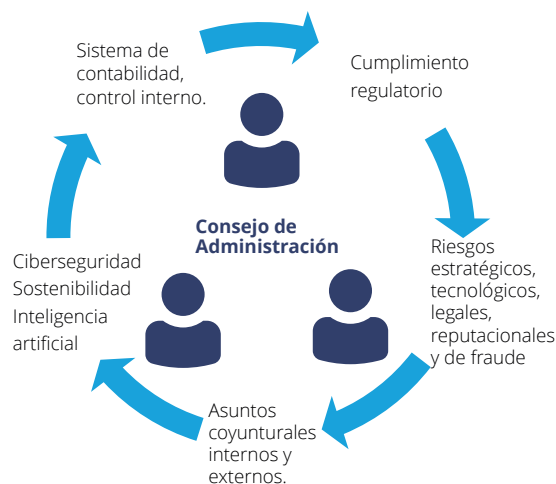 Sistema de
contabilidad,
control interno.
Cumplimiento
regulatorio
Consejo de
Administración
Riesgos
estratégicos,
tecnológicos,
legales,
reputacionales
y de fraude
Ciberseguridad
Sostenibilidad
Inteligencia
artificial
Asuntos
coyunturales
internos y
externos.